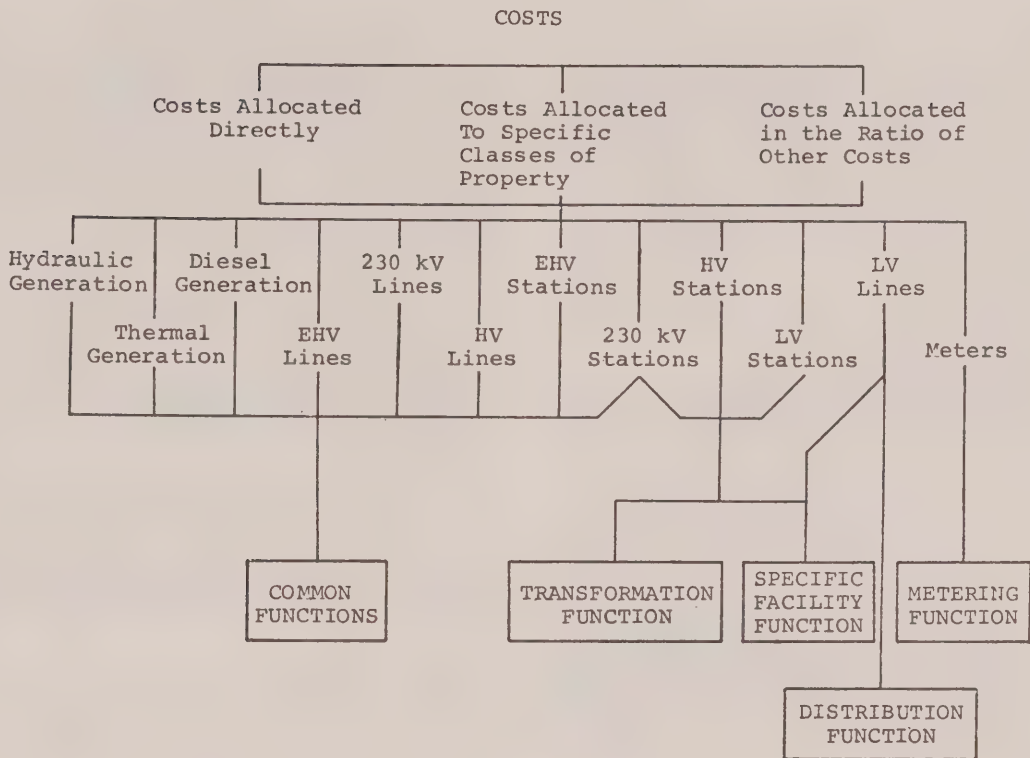 COSTS
Costs Allocated
Directly
Costs Allocated
To Specific
Classes of
Property
Costs Allocated
in the Ratio of
Other Costs
Hydraulic
Generation
Thermal
Generation
Diesel
Generation
EHV
Lines
230 kV
Lines
HV
Lines
EHV
Stations
230 kV
Stations
HV
Stations
LV
Stations
LV
Lines
Meters
COMMON
FUNCTIONS
TRANSFORMATION
FUNCTION
SPECIFIC
FACILITY
FUNCTION
METERING
FUNCTION
DISTRIBUTION
FUNCTION